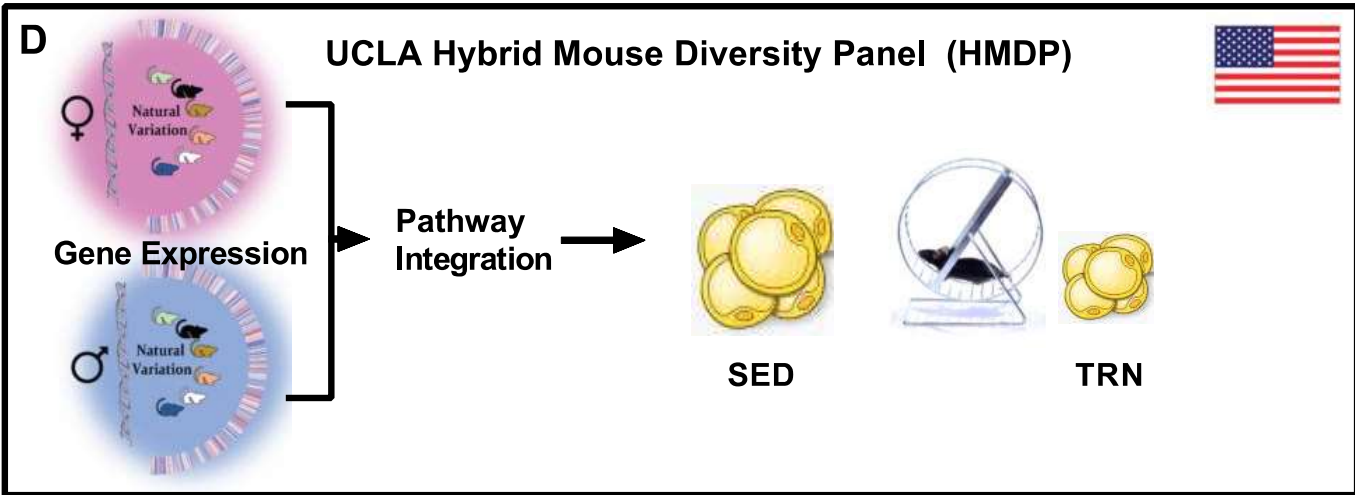 D
UCLA Hybrid Mouse Diversity Panel (HMDP)
♀
Natural
Variation
Gene Expression
♂
Natural
Variation
Pathway
Integration
SED
TRN